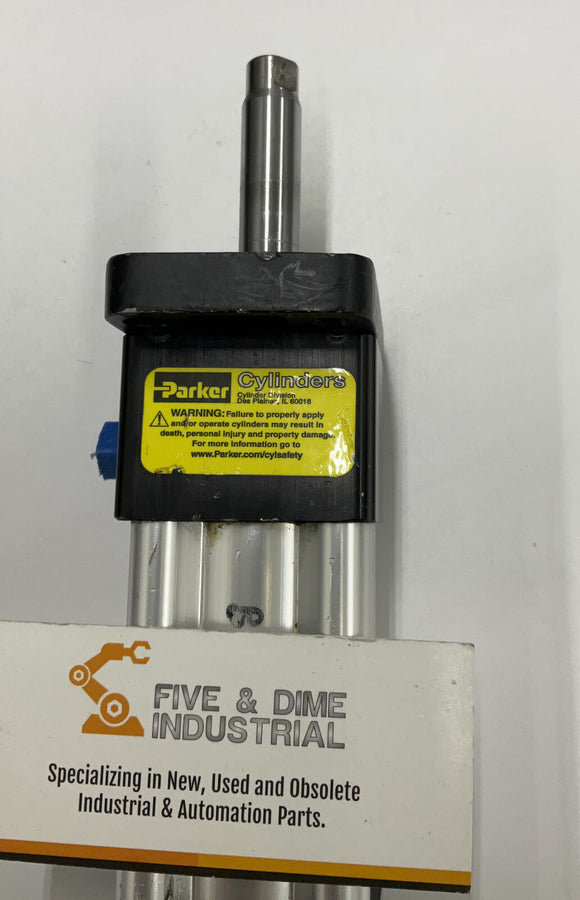 Parker
Cylinders
Cylinder Division
Des Plaines, IL 60016
WARNING: Failure to properly apply
and/or operate cylinders may result in
death, personal injury and property damage.
For more information go to
www.Parker.com/cylsafety
FIVE & DIME
INDUSTRIAL
Specializing in New, Used and Obsolete
Industrial & Automation Parts.